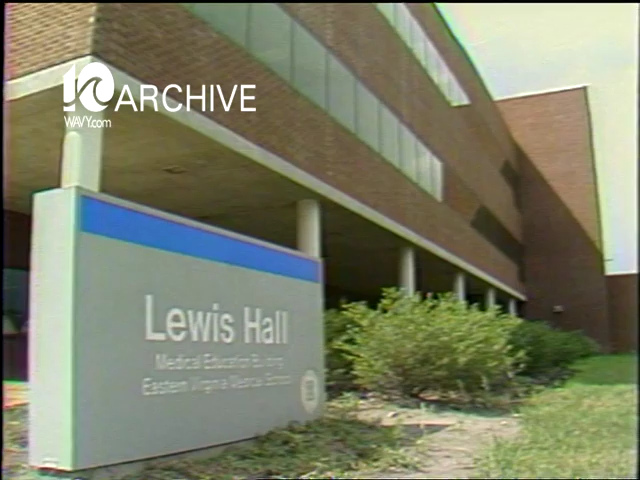 10 ARCHIVE
WAVY.com
Lewis Hall
Medical Education Building
Eastern Virginia Medical School